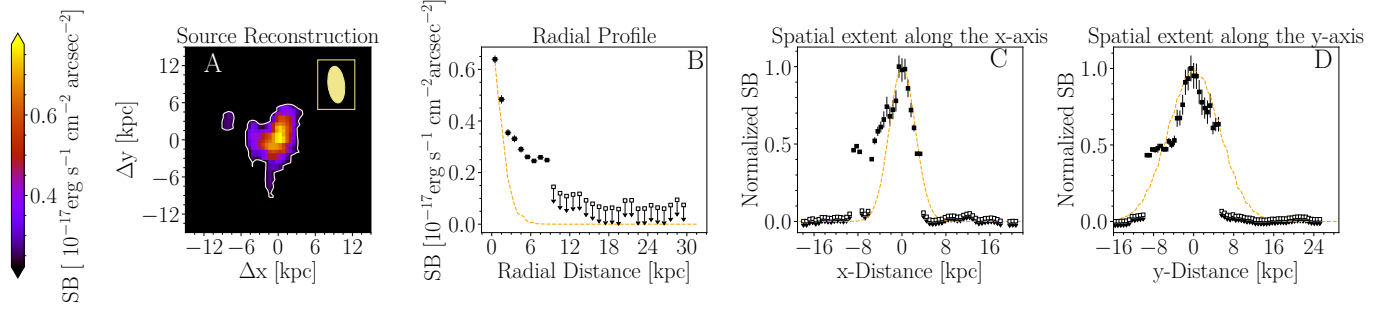 SB [ 10⁻¹⁷erg s⁻¹ cm⁻² arcsec⁻²]
0.6
0.4
Source Reconstruction
A
12
6
0
−6
−12
Δy [kpc]
−12 −6 0 6 12
Δx [kpc]
Radial Profile
B
SB [10⁻¹⁷erg s⁻¹ cm⁻²arcsec⁻²]
0.6
0.4
0.2
0.0
0 6 12 18 24 30
Radial Distance [kpc]
Spatial extent along the x-axis
C
Normalized SB
1.0
0.5
0.0
−16 −8 0 8 16
x-Distance [kpc]
Spatial extent along the y-axis
D
Normalized SB
1.0
0.5
0.0
−16 −8 0 8 16 24
y-Distance [kpc]